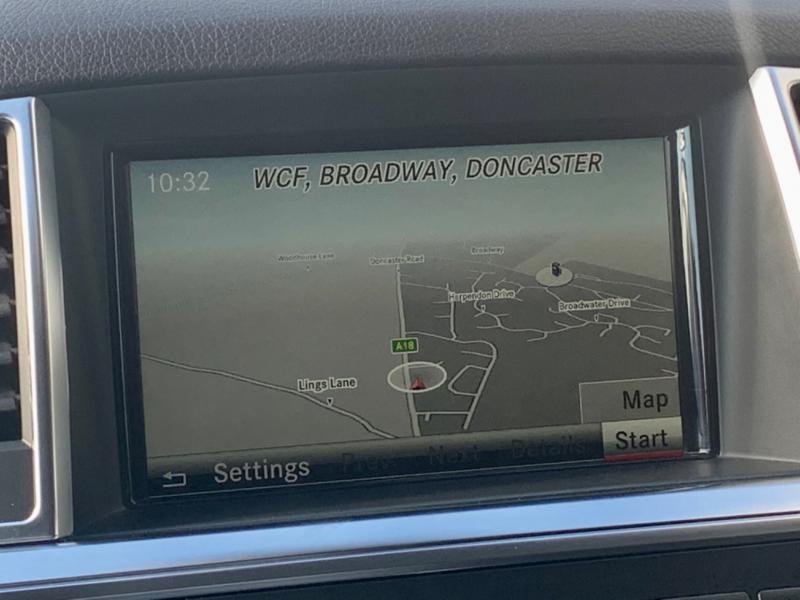 10:32 WCF, BROADWAY, DONCASTER
Woodhouse Lane
Doncaster Road
Broadway
Harpenden Drive
Broadwater Drive
A18
Lings Lane
Map
Settings Prev Next Details Start